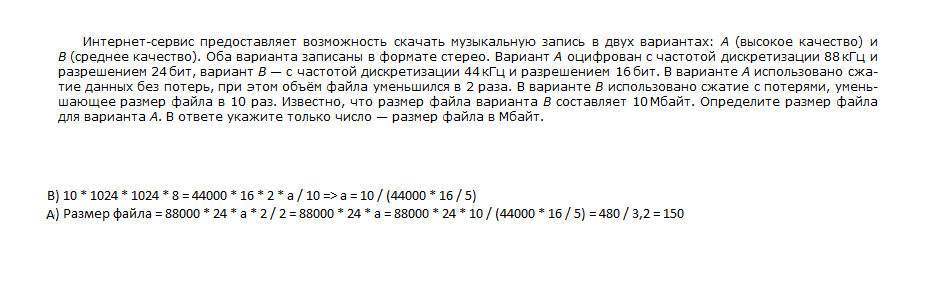 Интернет-сервис предоставляет возможность скачать музыкальную запись в двух вариантах: A (высокое качество) и
B (среднее качество). Оба варианта записаны в формате стерео. Вариант A оцифрован с частотой дискретизации 88 кГц и
разрешением 24 бит, вариант B — с частотой дискретизации 44 кГц и разрешением 16 бит. В варианте A использовано сжа-
тие данных без потерь, при этом объём файла уменьшился в 2 раза. В варианте B использовано сжатие с потерями, умень-
шающее размер файла в 10 раз. Известно, что размер файла варианта B составляет 10 Мбайт. Определите размер файла
для варианта A. В ответе укажите только число — размер файла в Мбайт.
B) 10 * 1024 * 1024 * 8 = 44000 * 16 * 2 * a / 10 => a = 10 / (44000 * 16 / 5)
A) Размер файла = 88000 * 24 * a * 2 / 2 = 88000 * 24 * a = 88000 * 24 * 10 / (44000 * 16 / 5) = 480 / 3,2 = 150